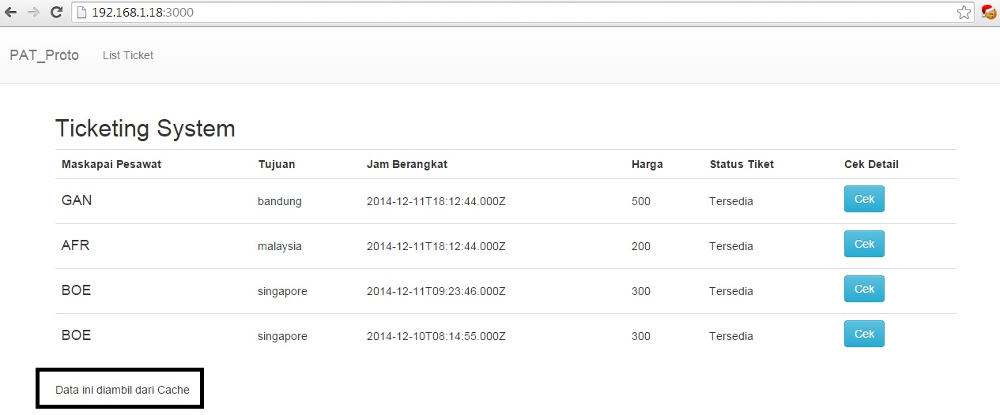 192.168.1.18:3000
PAT_Proto List Ticket
Ticketing System
Maskapai Pesawat Tujuan Jam Berangkat Harga Status Tiket Cek Detail
GAN bandung 2014-12-11T18:12:44.000Z 500 Tersedia Cek
AFR malaysia 2014-12-11T18:12:44.000Z 200 Tersedia Cek
BOE singapore 2014-12-11T09:23:46.000Z 300 Tersedia Cek
BOE singapore 2014-12-10T08:14:55.000Z 300 Tersedia Cek
Data ini diambil dari Cache